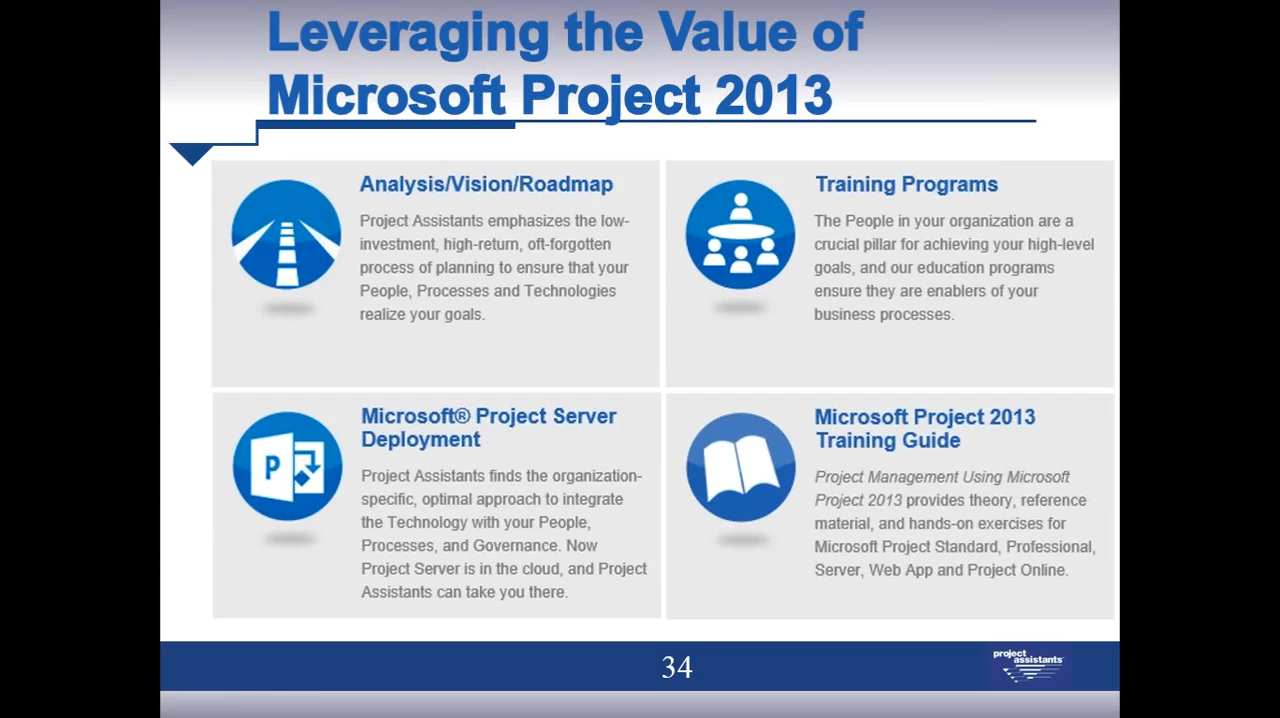 Leveraging the Value of
Microsoft Project 2013
Analysis/Vision/Roadmap
Project Assistants emphasizes the low-
investment, high-return, oft-forgotten
process of planning to ensure that your
People, Processes and Technologies
realize your goals.
Training Programs
The People in your organization are a
crucial pillar for achieving your high-level
goals, and our education programs
ensure they are enablers of your
business processes.
P
Microsoft® Project Server
Deployment
Project Assistants finds the organization-
specific, optimal approach to integrate
the Technology with your People,
Processes, and Governance. Now
Project Server is in the cloud, and Project
Assistants can take you there.
Microsoft Project 2013
Training Guide
Project Management Using Microsoft
Project 2013 provides theory, reference
material, and hands-on exercises for
Microsoft Project Standard, Professional,
Server, Web App and Project Online.
34
project
assistants